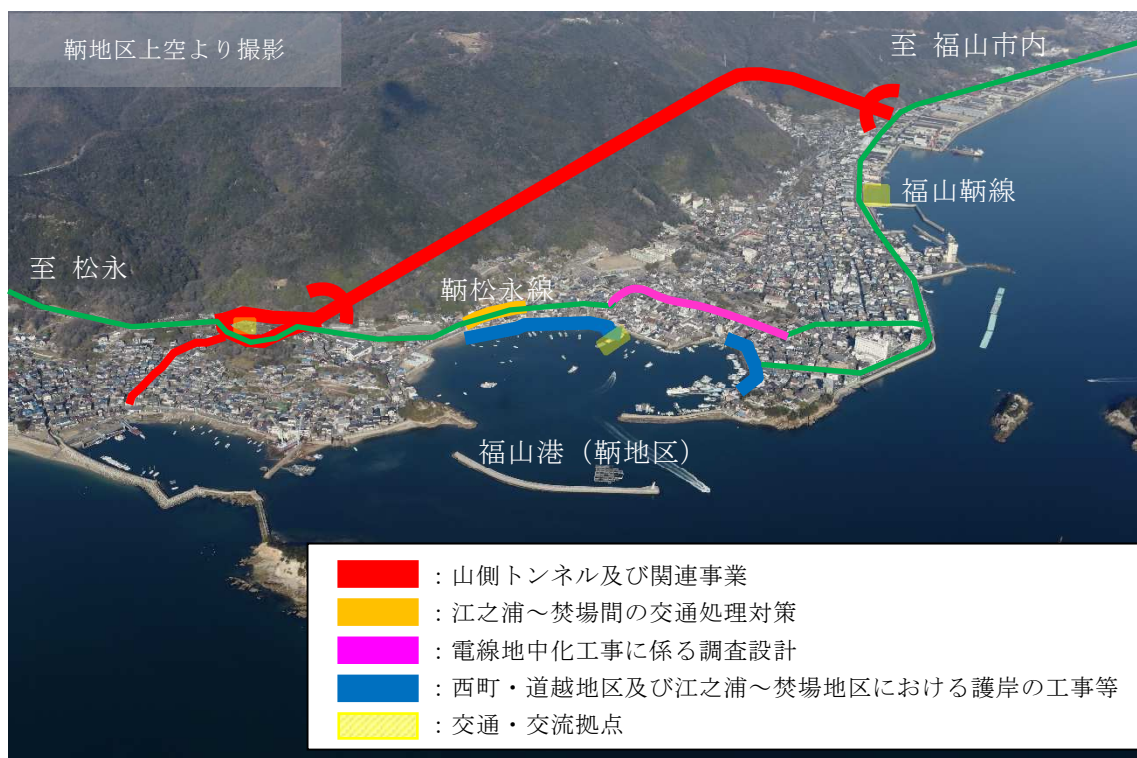 鞆地区上空より撮影
至 福山市内
福山鞆線
至 松永
鞆松永線
福山港（鞆地区）
：山側トンネル及び関連事業
：江之浦～焚場間の交通処理対策
：電線地中化工事に係る調査設計
：西町・道越地区及び江之浦～焚場地区における護岸の工事等
：交通・交流拠点